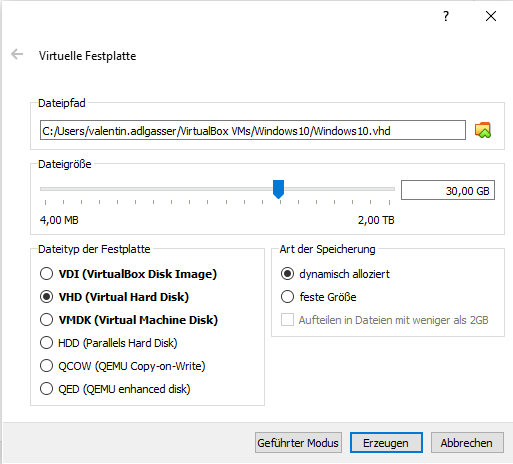 ?
Virtuelle Festplatte
Dateipfad
C:/Users/valentin.adlgasser/VirtualBox VMs/Windows10/Windows10.vhd
Dateigröße
30,00 GB
4,00 MB 2,00 TB
Dateityp der Festplatte
VDI (VirtualBox Disk Image)
VHD (Virtual Hard Disk)
VMDK (Virtual Machine Disk)
HDD (Parallels Hard Disk)
QCOW (QEMU Copy-on-Write)
QED (QEMU enhanced disk)
Art der Speicherung
dynamisch alloziert
feste Größe
Aufteilen in Dateien mit weniger als 2GB
Geführter Modus Erzeugen Abbrechen